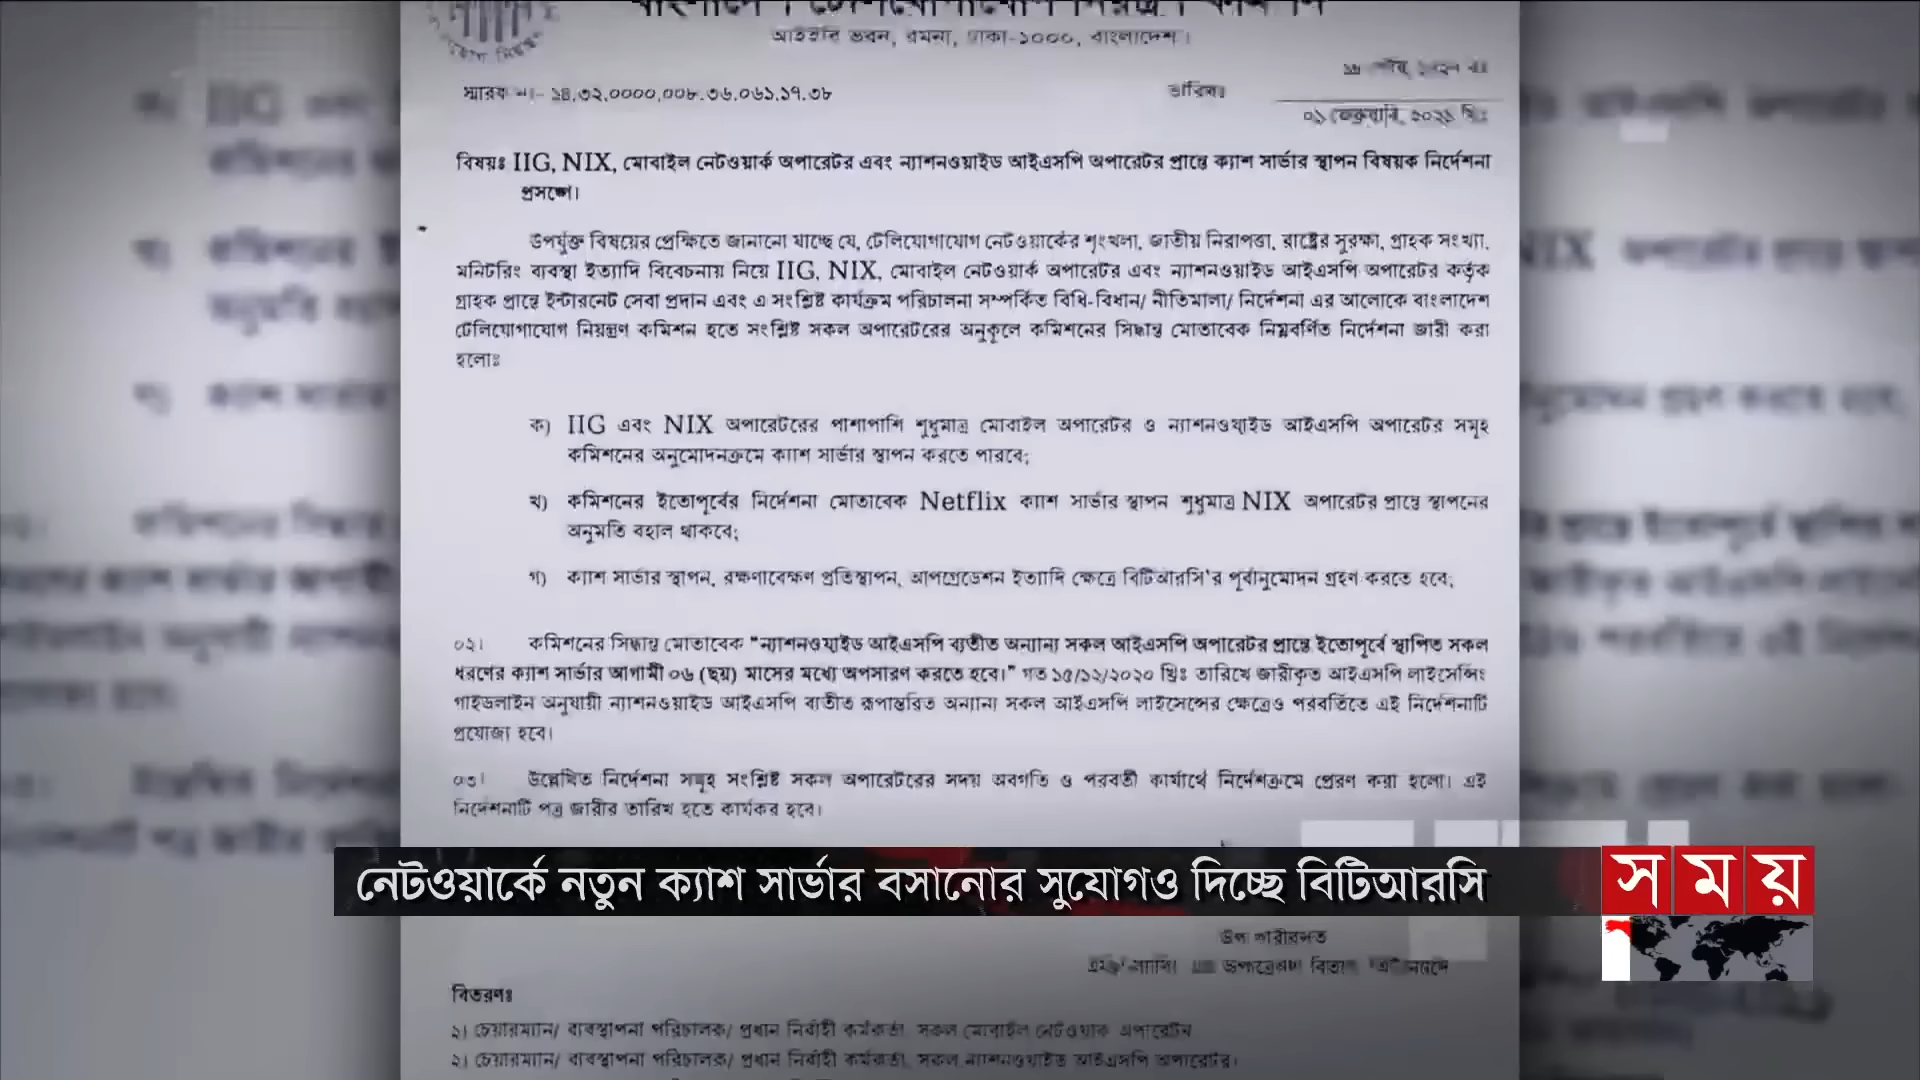 আইইবি ভবন, রমনা, ঢাকা-১০০০, বাংলাদেশ।
স্মারক নং- ১৪.৩২.০০০০.০০৮.৩৬.০৬১.১৭.৩৮
তারিখঃ
০১ ফেব্রুয়ারি, ২০২১ খ্রিঃ
বিষয়ঃ IIG, NIX, মোবাইল নেটওয়ার্ক অপারেটর এবং ন্যাশনওয়াইড আইএসপি অপারেটর প্রান্তে ক্যাশ সার্ভার স্থাপন বিষয়ক নির্দেশনা
প্রসঙ্গে।
উপর্যুক্ত বিষয়ের প্রেক্ষিতে জানানো যাচ্ছে যে, টেলিযোগাযোগ নেটওয়ার্কের শৃংখলা, জাতীয় নিরাপত্তা, রাষ্ট্রের সুরক্ষা, গ্রাহক সংখ্যা,
মনিটরিং ব্যবস্থা ইত্যাদি বিবেচনায় নিয়ে IIG, NIX, মোবাইল নেটওয়ার্ক অপারেটর এবং ন্যাশনওয়াইড আইএসপি অপারেটর কর্তৃক
গ্রাহক প্রান্তে ইন্টারনেট সেবা প্রদান এবং এ সংশ্লিষ্ট কার্যক্রম পরিচালনা সম্পর্কিত বিধি-বিধান/ নীতিমালা/ নির্দেশনা এর আলোকে বাংলাদেশ
টেলিযোগাযোগ নিয়ন্ত্রণ কমিশন হতে সংশ্লিষ্ট সকল অপারেটরের অনুকূলে কমিশনের সিদ্ধান্ত মোতাবেক নিম্নবর্ণিত নির্দেশনা জারী করা
হলোঃ
ক) IIG এবং NIX অপারেটরের পাশাপাশি শুধুমাত্র মোবাইল অপারেটর ও ন্যাশনওয়াইড আইএসপি অপারেটর সমূহ
কমিশনের অনুমোদনক্রমে ক্যাশ সার্ভার স্থাপন করতে পারবে;
খ) কমিশনের ইতোপূর্বের নির্দেশনা মোতাবেক Netflix ক্যাশ সার্ভার স্থাপন শুধুমাত্র NIX অপারেটর প্রান্তে স্থাপনের
অনুমতি বহাল থাকবে;
গ) ক্যাশ সার্ভার স্থাপন, রক্ষণাবেক্ষণ প্রতিস্থাপন, আপগ্রেডেশন ইত্যাদি ক্ষেত্রে বিটিআরসি'র পূর্বানুমোদন গ্রহণ করতে হবে;
০২। কমিশনের সিদ্ধান্ত মোতাবেক "ন্যাশনওয়াইড আইএসপি ব্যতীত অন্যান্য সকল আইএসপি অপারেটর প্রান্তে ইতোপূর্বে স্থাপিত সকল
ধরণের ক্যাশ সার্ভার আগামী ০৬ (ছয়) মাসের মধ্যে অপসারণ করতে হবে।" গত ১৫/১২/২০২০ খ্রিঃ তারিখে জারীকৃত আইএসপি লাইসেন্সিং
গাইডলাইন অনুযায়ী ন্যাশনওয়াইড আইএসপি ব্যতীত রূপান্তরিত অন্যান্য সকল আইএসপি লাইসেন্সের ক্ষেত্রেও পরবর্তিতে এই নির্দেশনাটি
প্রযোজ্য হবে।
০৩। উল্লেখিত নির্দেশনা সমূহ সংশ্লিষ্ট সকল অপারেটরের সদয় অবগতি ও পরবর্তী কার্যার্থে নির্দেশক্রমে প্রেরণ করা হলো। এই
নির্দেশনাটি পত্র জারীর তারিখ হতে কার্যকর হবে।
নেটওয়ার্কে নতুন ক্যাশ সার্ভার বসানোর সুযোগও দিচ্ছে বিটিআরসি
সময়
বিতরণঃ
১) চেয়ারম্যান/ ব্যবস্থাপনা পরিচালক/ প্রধান নির্বাহী কর্মকর্তা, সকল মোবাইল নেটওয়ার্ক অপারেটর
২) চেয়ারম্যান/ ব্যবস্থাপনা পরিচালক/ প্রধান নির্বাহী কর্মকর্তা, সকল ন্যাশনওয়াইড আইএসপি অপারেটর।